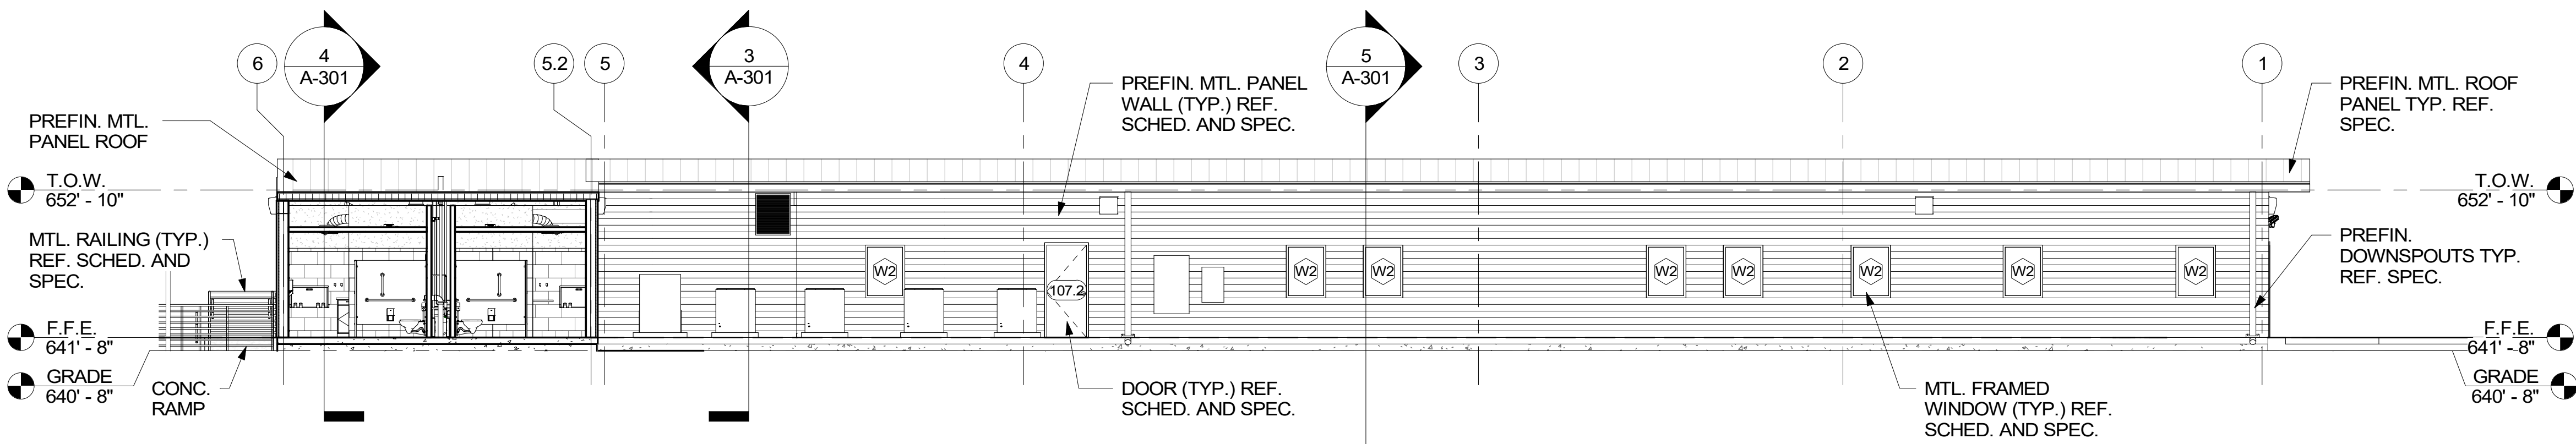 6
4
A-301
5.2
5
3
A-301
4
5
A-301
3
2
1
PREFIN. MTL.
PANEL ROOF
PREFIN. MTL. PANEL
WALL (TYP.) REF.
SCHED. AND SPEC.
PREFIN. MTL. ROOF
PANEL TYP. REF.
SPEC.
T.O.W.
652' - 10"
T.O.W.
652' - 10"
MTL. RAILING (TYP.)
REF. SCHED. AND
SPEC.
PREFIN.
DOWNSPOUTS TYP.
REF. SPEC.
W2
107.2
W2
W2
W2
W2
W2
W2
W2
F.F.E.
641' - 8"
F.F.E.
641' - 8"
GRADE
640' - 8"
GRADE
640' - 8"
CONC.
RAMP
DOOR (TYP.) REF.
SCHED. AND SPEC.
MTL. FRAMED
WINDOW (TYP.) REF.
SCHED. AND SPEC.